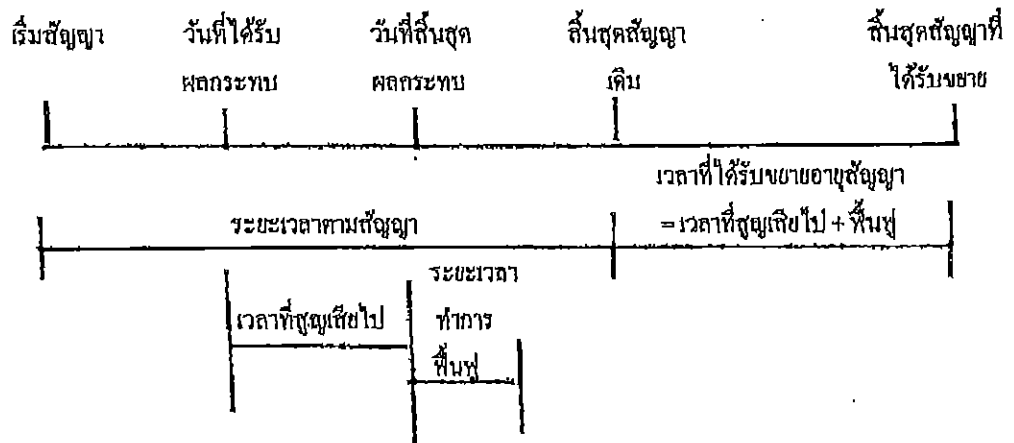 เริ่มสัญญา วันที่ได้รับ วันที่สิ้นสุด สิ้นสุดสัญญา สิ้นสุดสัญญาที่
ผลกระทบ ผลกระทบ เดิม ได้รับขยาย
เวลาที่ได้รับขยายอายุสัญญา
ระยะเวลาตามสัญญา =เวลาที่สูญเสียไป + ฟื้นฟู
ระยะเวลา
เวลาที่สูญเสียไป ทำการ
ฟื้นฟู